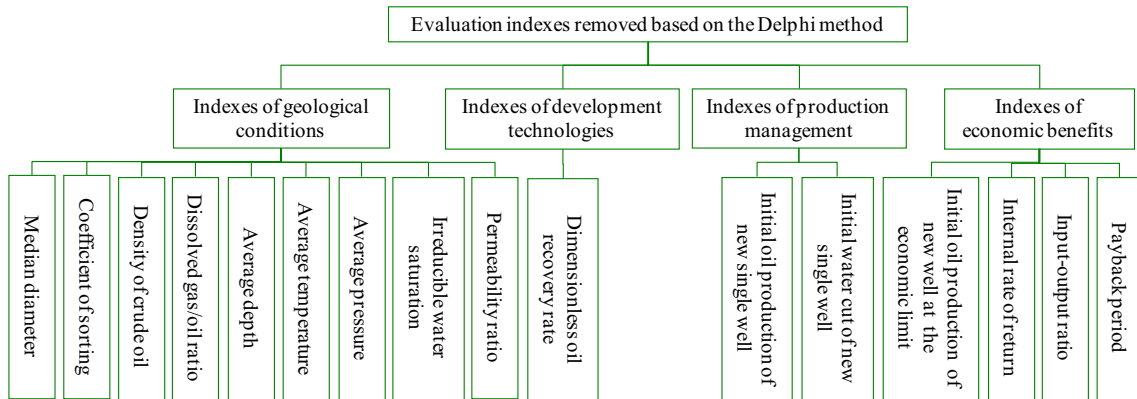 Evaluation indexes removed based on the Delphi method
Indexes of geological
conditions
Indexes of development
technologies
Indexes of production
management
Indexes of
economic benefits
Median diameter
Coefficient of sorting
Density of crude oil
Dissolved gas/oil ratio
Average depth
Average temperature
Average pressure
Irreducible water
saturation
Permeability ratio
Dimensionless oil
recovery rate
Initial oil production of
new single well
Initial water cut of new
single well
Initial oil production of
new well at the
economic limit
Internal rate of return
Input-output ratio
Payback period